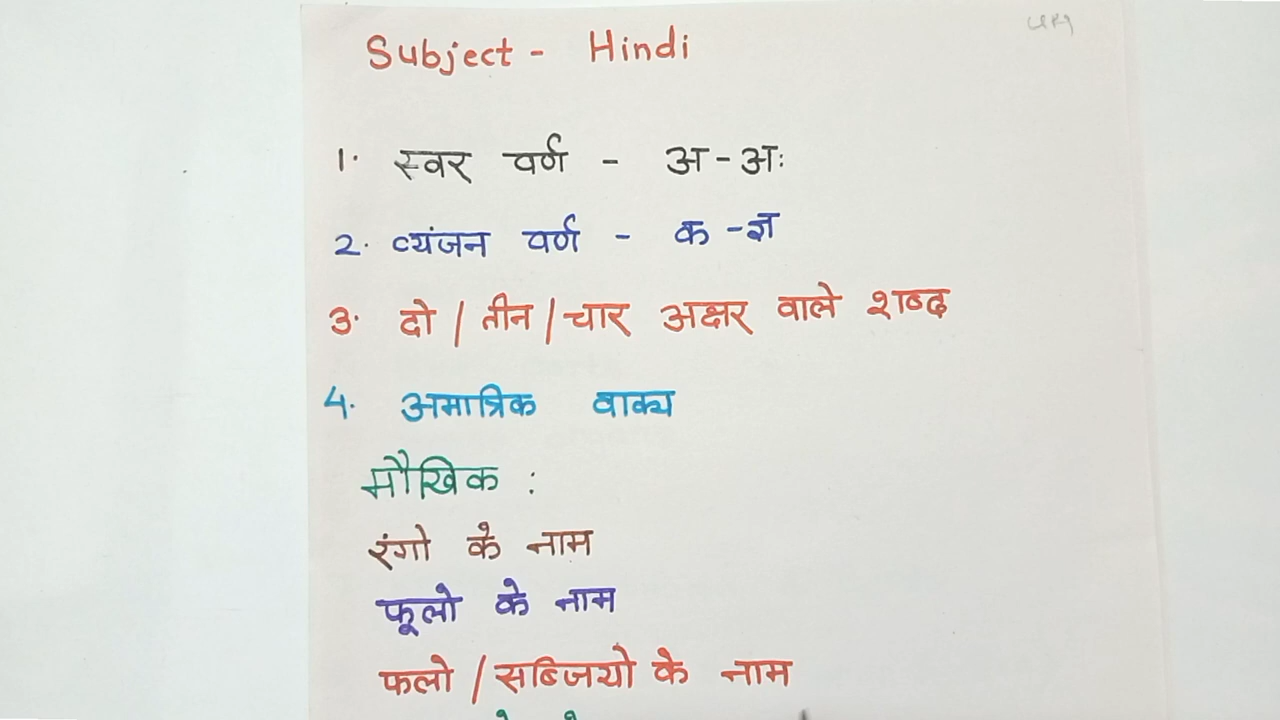 Subject - Hindi
1. स्वर वर्ण - अ - अः
2. व्यंजन वर्ण - क - ज्ञ
3. दो / तीन / चार अक्षर वाले शब्द
4. अमात्रिक वाक्य
मौखिक :
रंगो के नाम
फूलो के नाम
फलो / सब्जियो के नाम